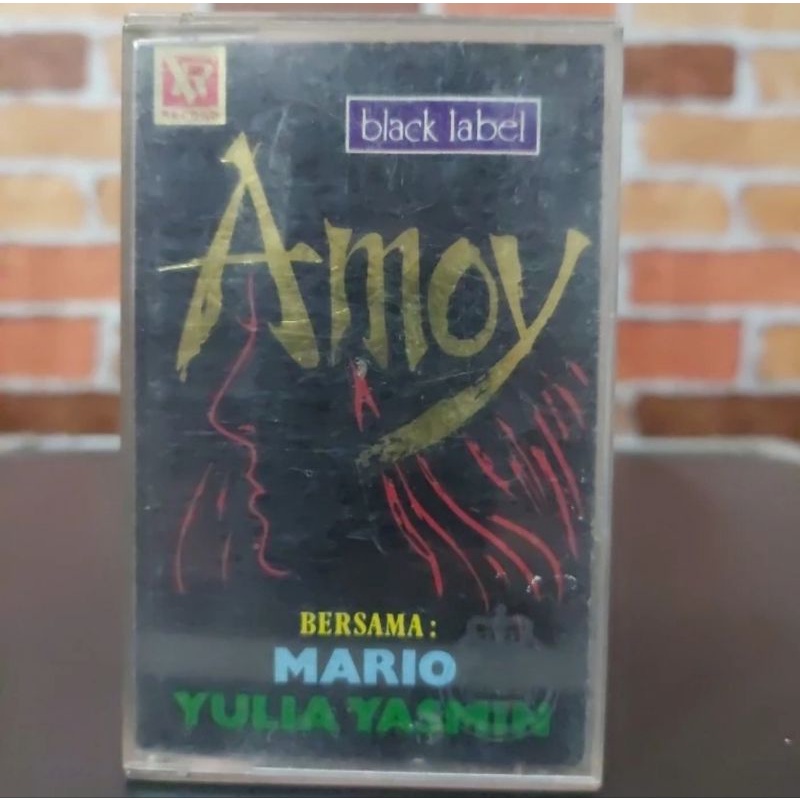 black label
Amoy
BERSAMA:
MARIO
YULIA YASMIN